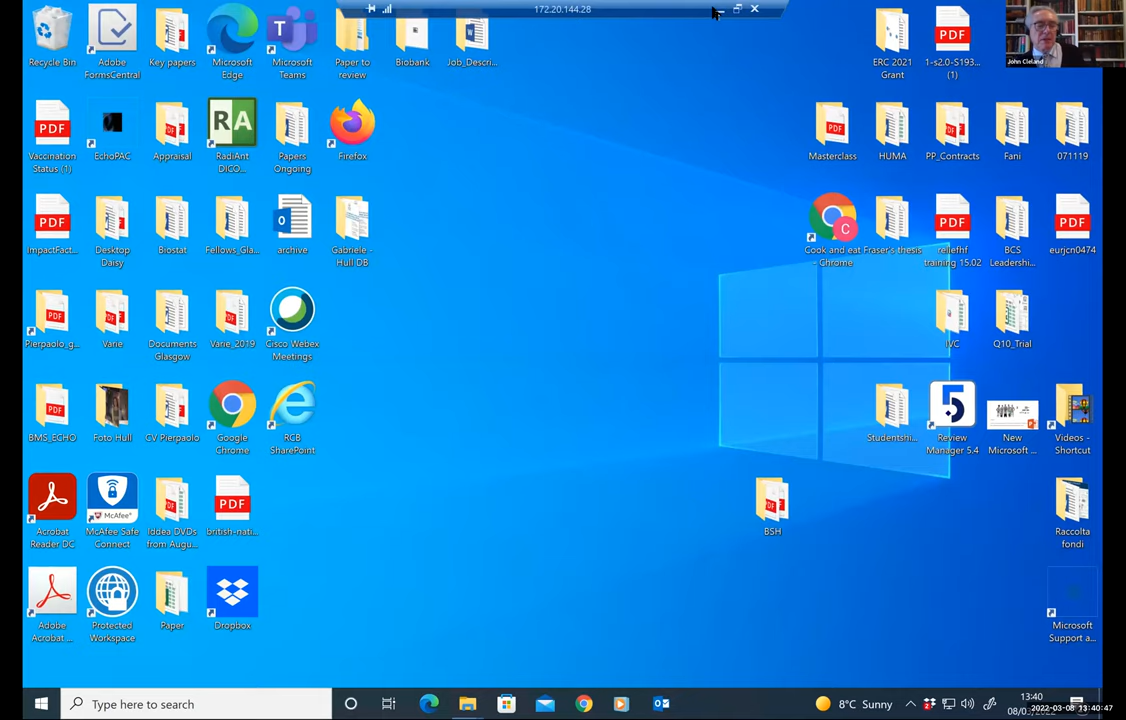 172.20.144.28
Recycle Bin
Adobe
FormsCentral
Key papers
Microsoft
Edge
Microsoft
Teams
Paper to
review
Biobank
Job_Descri...
ERC 2021
Grant
1-s2.0-S193...
(1)
John Cleland
Vaccination
Status (1)
EchoPAC
Appraisal
RA
RadiAnt
DICO...
Papers
Ongoing
Firefox
Masterclass
HUMA
PP_Contracts
Fani
071119
ImpactFact...
Desktop
Daisy
Biostat
Fellows_Gla...
archive
Gabriele -
Hull DB
C
Cook and eat
- Chrome
Fraser's thesis
reliefhf
training 15.02
BCS
Leadershi...
eurjcn0474
Pierpaolo_g...
Varie
Documents
Glasgow
Varie_2019
Cisco Webex
Meetings
IVC
Q10_Trial
BMS_ECHO
Foto Hull
CV Pierpaolo
Google
Chrome
RCB
SharePoint
Studentshi...
5
Review
Manager 5.4
New
Microsoft ...
Videos -
Shortcut
Acrobat
Reader DC
McAfee
McAfee Safe
Connect
Iddea DVDs
from Augu...
PDF
british-nati...
BSH
Raccolta
fondi
Adobe
Acrobat...
Protected
Workspace
Paper
Dropbox
Microsoft
Support a...
Type here to search
8°C Sunny
13:40
2022-03-08 13:40:47